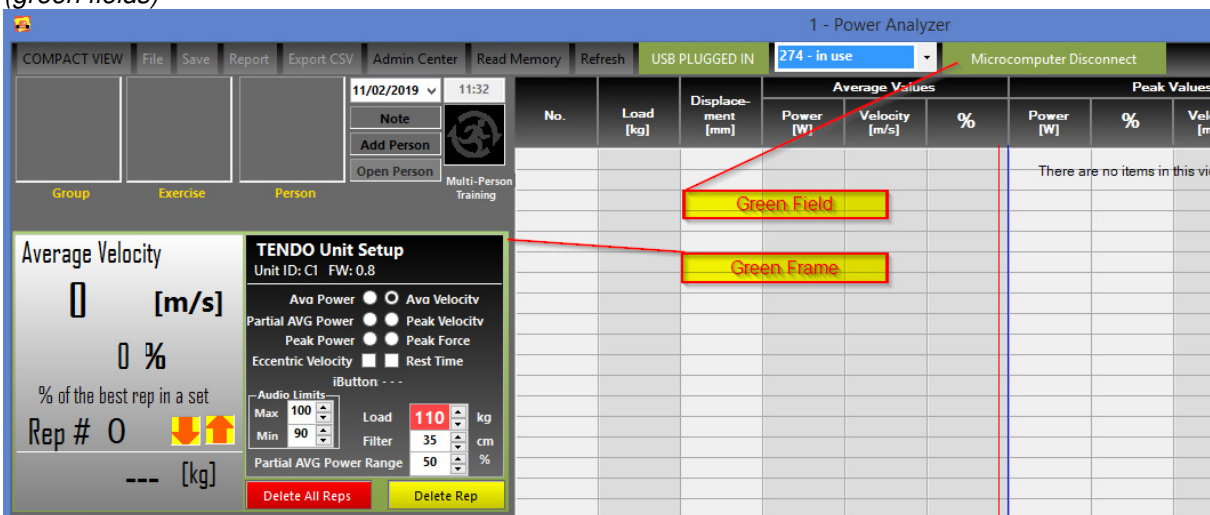 (green fields)
1 - Power Analyzer
COMPACT VIEW File Save Report Export CSV Admin Center Read Memory Refresh USB PLUGGED IN 274 - in use Microcomputer Disconnect
11/02/2019 11:32
Note
Add Person
Open Person
Multi-Person
Training
Group Exercise Person
No.
Load
[kg]
Displace-
ment
[mm]
Average Values
Power
[W]
Velocity
[m/s]
%
Peak Values
Power
[W]
%
Vel
[m
There are no items in this vi
Green Field
Green Frame
Average Velocity
0 [m/s]
0 %
% of the best rep in a set
Rep # 0
--- [kg]
TENDO Unit Setup
Unit ID: C1 FW: 0.8
Avg Power Avg Velocity
Partial AVG Power Peak Velocity
Peak Power Peak Force
Eccentric Velocity Rest Time
iButton - - -
Audio Limits
Max 100
Min 90
Load 110 kg
Filter 35 cm
Partial AVG Power Range 50 %
Delete All Reps Delete Rep